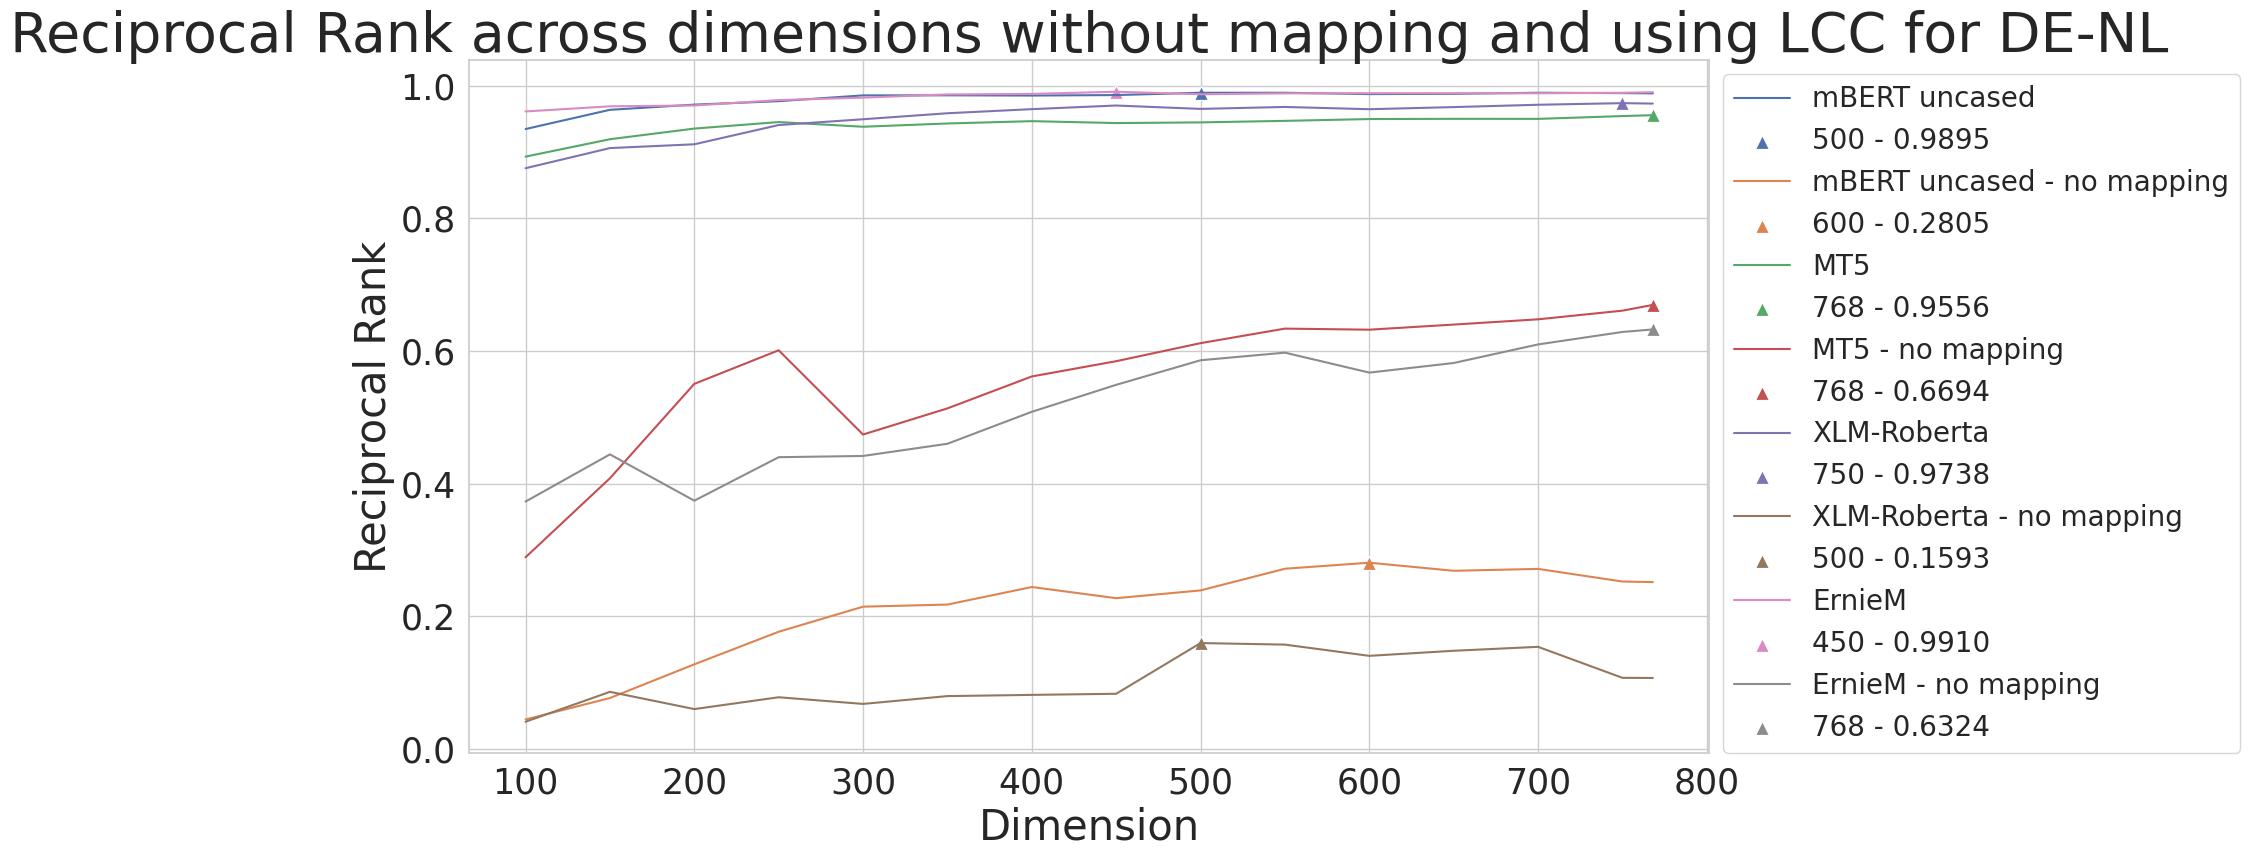 Reciprocal Rank across dimensions without mapping and using LCC for DE-NL
Reciprocal Rank
1.0
0.8
0.6
0.4
0.2
0.0
100 200 300 400 500 600 700 800
Dimension
mBERT uncased
500 - 0.9895
mBERT uncased - no mapping
600 - 0.2805
MT5
768 - 0.9556
MT5 - no mapping
768 - 0.6694
XLM-Roberta
750 - 0.9738
XLM-Roberta - no mapping
500 - 0.1593
ErnieM
450 - 0.9910
ErnieM - no mapping
768 - 0.6324